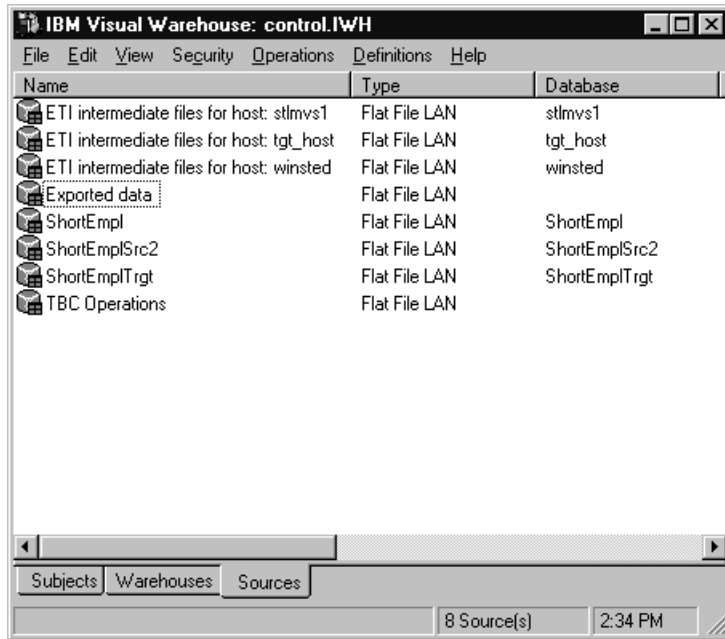 IBM Visual Warehouse: control.IWH
File Edit View Security Operations Definitions Help
Name Type Database
ETI intermediate files for host: stlmvs1 Flat File LAN stlmvs1
ETI intermediate files for host: tgt_host Flat File LAN tgt_host
ETI intermediate files for host: winsted Flat File LAN winsted
Exported data Flat File LAN
ShortEmpl Flat File LAN ShortEmpl
ShortEmplSrc2 Flat File LAN ShortEmplSrc2
ShortEmplTrgt Flat File LAN ShortEmplTrgt
TBC Operations Flat File LAN
Subjects Warehouses Sources
8 Source(s) 2:34 PM